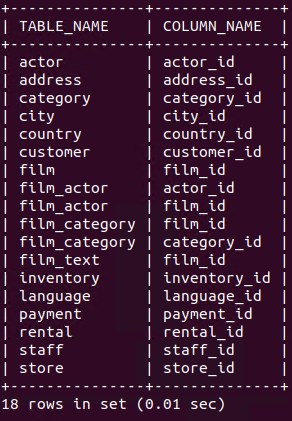 +---------------+--------------+
| TABLE_NAME    | COLUMN_NAME  |
+---------------+--------------+
| actor         | actor_id     |
| address       | address_id   |
| category      | category_id  |
| city          | city_id      |
| country       | country_id   |
| customer      | customer_id  |
| film          | film_id      |
| film_actor    | actor_id     |
| film_actor    | film_id      |
| film_category | film_id      |
| film_category | category_id  |
| film_text     | film_id      |
| inventory     | inventory_id |
| language      | language_id  |
| payment       | payment_id   |
| rental        | rental_id    |
| staff         | staff_id     |
| store         | store_id     |
+---------------+--------------+
18 rows in set (0.01 sec)